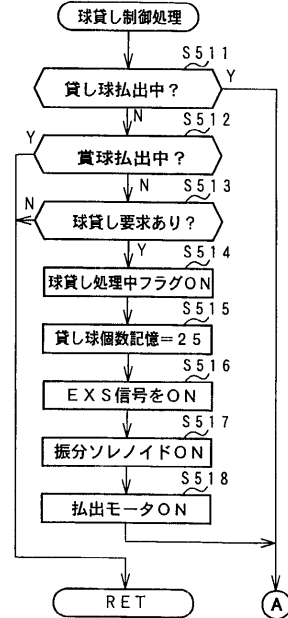 球貸し制御処理
S511
貸し球払出中?
Y
N
S512
Y
賞球払出中?
N
S513
N
球貸し要求あり?
Y
S514
球貸し処理中フラグON
S515
貸し球個数記憶=25
S516
EXS信号をON
S517
振分ソレノイドON
S518
払出モータON
RET
A